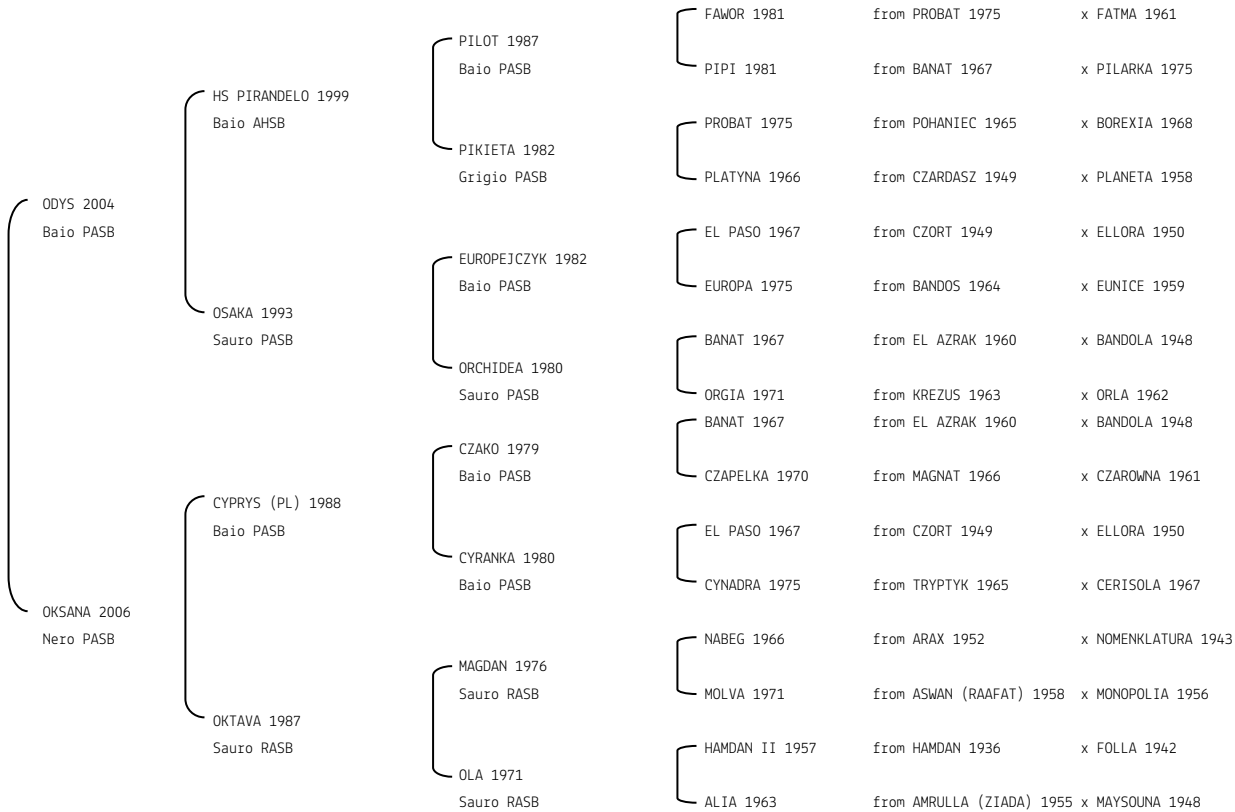 FAWOR 1981 from PROBAT 1975 x FATMA 1961
PILOT 1987
Baio PASB
PIPI 1981 from BANAT 1967 x PILARKA 1975
HS PIRANDELO 1999
Baio AHSB
PROBAT 1975 from POHANIEC 1965 x BOREXIA 1968
PIKIETA 1982
Grigio PASB
PLATYNA 1966 from CZARDASZ 1949 x PLANETA 1958
ODYS 2004
Baio PASB
EL PASO 1967 from CZORT 1949 x ELLORA 1950
EUROPEJCZYK 1982
Baio PASB
EUROPA 1975 from BANDOS 1964 x EUNICE 1959
OSAKA 1993
Sauro PASB
BANAT 1967 from EL AZRAK 1960 x BANDOLA 1948
ORCHIDEA 1980
Sauro PASB
ORGIA 1971 from KREZUS 1963 x ORLA 1962
BANAT 1967 from EL AZRAK 1960 x BANDOLA 1948
CZAKO 1979
Baio PASB
CZAPELKA 1970 from MAGNAT 1966 x CZAROWNA 1961
CYPRYS (PL) 1988
Baio PASB
EL PASO 1967 from CZORT 1949 x ELLORA 1950
CYRANKA 1980
Baio PASB
CYNADRA 1975 from TRYPTYK 1965 x CERISOLA 1967
OKSANA 2006
Nero PASB
NABEG 1966 from ARAX 1952 x NOMENKLATURA 1943
MAGDAN 1976
Sauro RASB
MOLVA 1971 from ASWAN (RAAFAT) 1958 x MONOPOLIA 1956
OKTAVA 1987
Sauro RASB
HAMDAN II 1957 from HAMDAN 1936 x FOLLA 1942
OLA 1971
Sauro RASB
ALIA 1963 from AMRULLA (ZIADA) 1955 x MAYSOUNA 1948